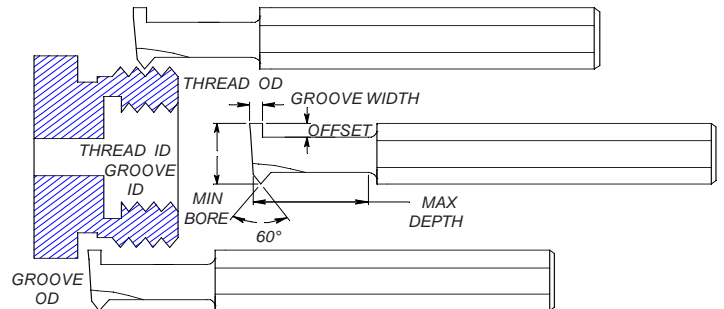 THREAD OD
GROOVE WIDTH
OFFSET
THREAD ID
GROOVE
ID
MIN
BORE
60°
MAX
DEPTH
GROOVE
OD